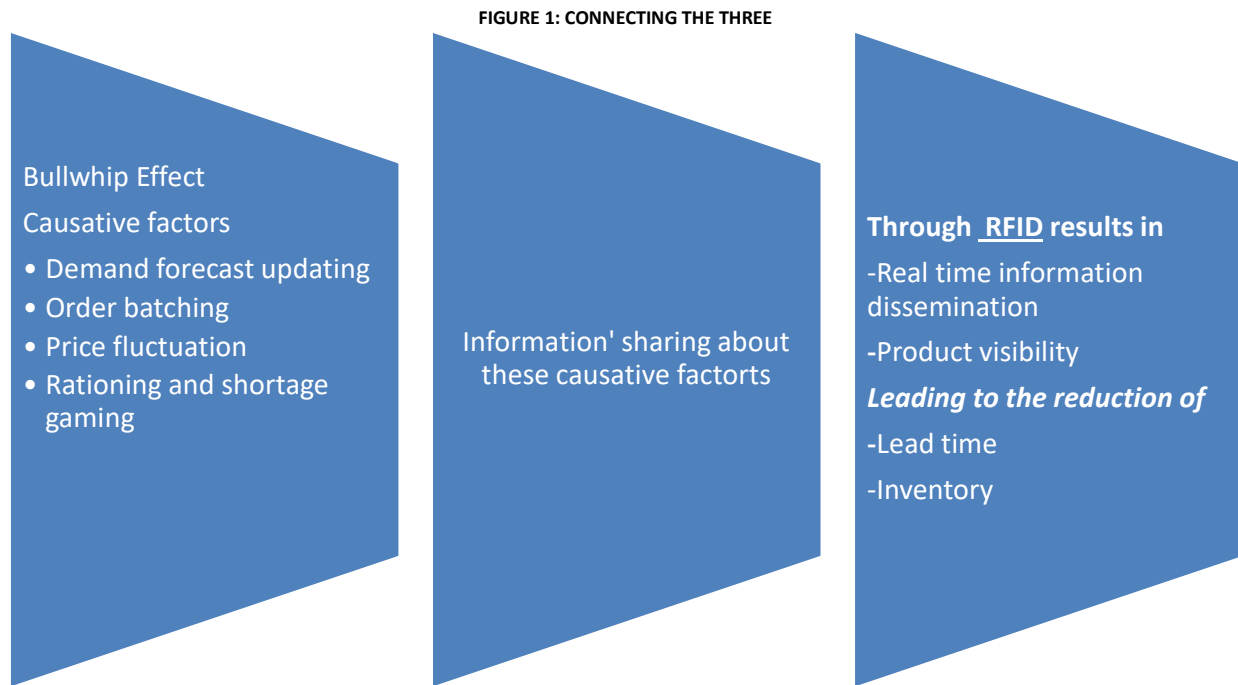 FIGURE 1: CONNECTING THE THREE
Bullwhip Effect
Causative factors
• Demand forecast updating
• Order batching
• Price fluctuation
• Rationing and shortage
gaming
Information' sharing about
these causative factorts
Through  RFID results in
-Real time information
dissemination
-Product visibility
Leading to the reduction of
-Lead time
-Inventory